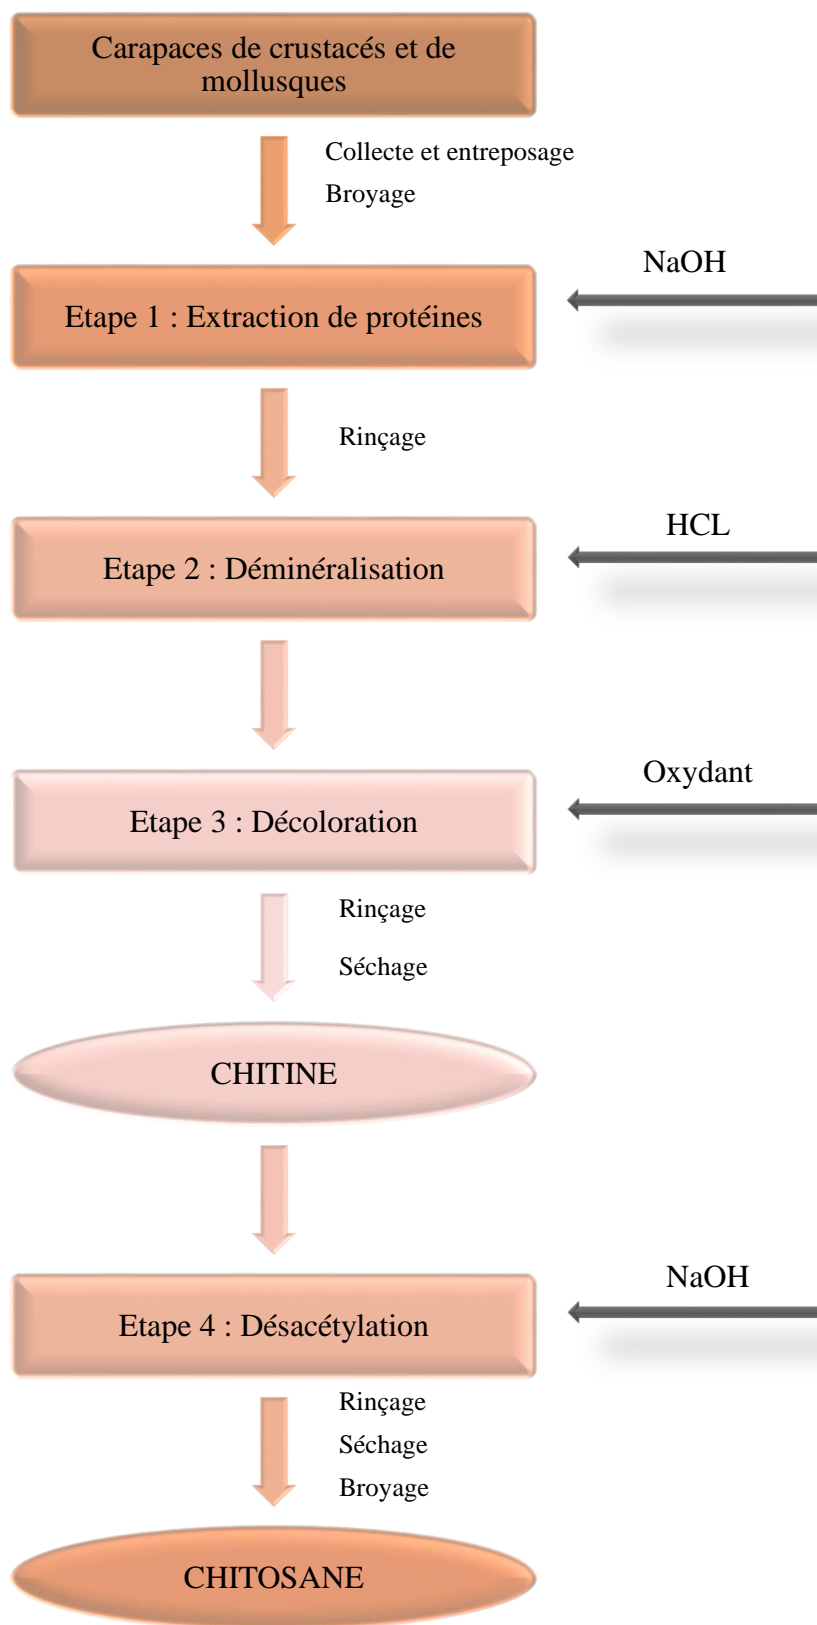 Carapaces de crustacés et de
mollusques
Collecte et entreposage
Broyage
NaOH
Etape 1 : Extraction de protéines
Rinçage
HCL
Etape 2 : Déminéralisation
Oxydant
Etape 3 : Décoloration
Rinçage
Séchage
CHITINE
NaOH
Etape 4 : Désacétylation
Rinçage
Séchage
Broyage
CHITOSANE